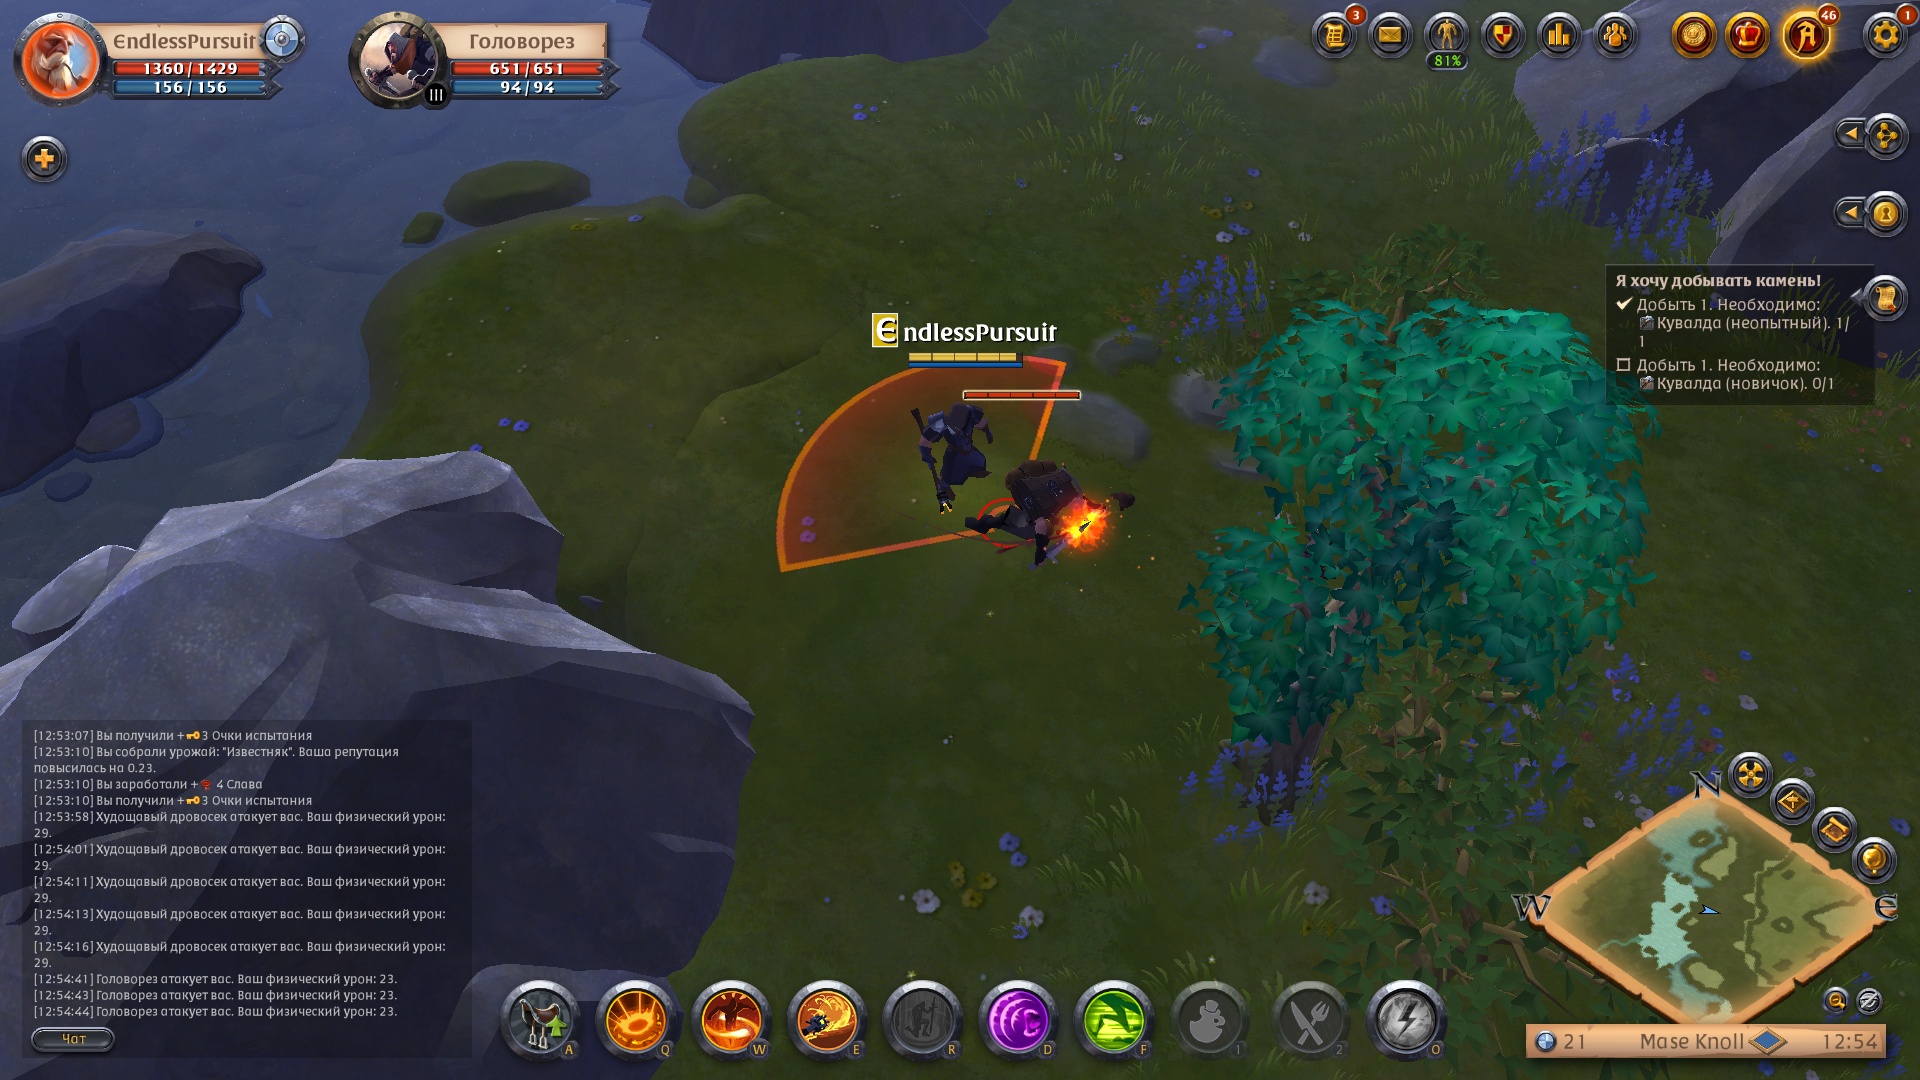 EndlessPursuit
1360/1429
156/156
Головорез
651/651
94/94
III
3
81%
46
1
EndlessPursuit
Я хочу добывать камень!
Добыть 1. Необходимо:
Кувалда (неопытный). 1/
1
Добыть 1. Необходимо:
Кувалда (новичок). 0/1
[12:53:07] Вы получили + 3 Очки испытания
[12:53:10] Вы собрали урожай: "Известняк". Ваша репутация
повысилась на 0.23.
[12:53:10] Вы заработали + 4 Слава
[12:53:10] Вы получили + 3 Очки испытания
[12:53:58] Худощавый дровосек атакует вас. Ваш физический урон:
29.
[12:54:01] Худощавый дровосек атакует вас. Ваш физический урон:
29.
[12:54:11] Худощавый дровосек атакует вас. Ваш физический урон:
29.
[12:54:13] Худощавый дровосек атакует вас. Ваш физический урон:
29.
[12:54:16] Худощавый дровосек атакует вас. Ваш физический урон:
29.
[12:54:41] Головорез атакует вас. Ваш физический урон: 23.
[12:54:43] Головорез атакует вас. Ваш физический урон: 23.
[12:54:44] Головорез атакует вас. Ваш физический урон: 23.
Чат
A
Q
W
E
R
D
F
1
2
O
N
W
E
21
Mase Knoll
12:54